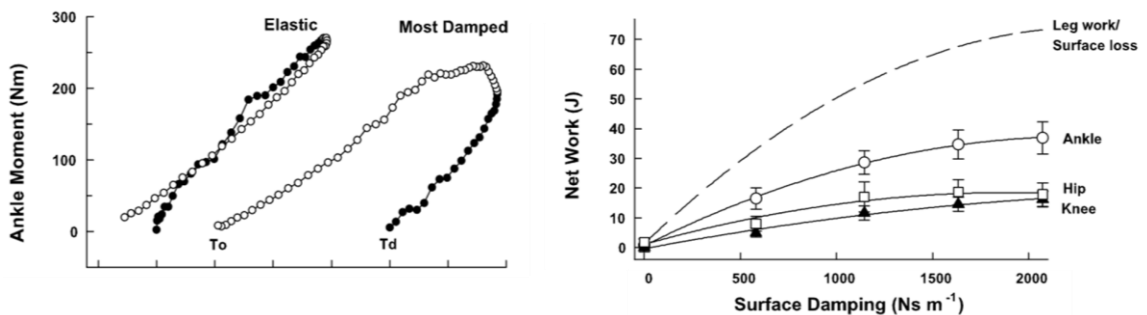 300
200
100
0
Ankle Moment (Nm)
Elastic
Most Damped
To
Td
70
60
50
40
30
20
10
0
Net Work (J)
Leg work/
Surface loss
Ankle
Hip
Knee
0
500
1000
1500
2000
Surface Damping (Ns m⁻¹)